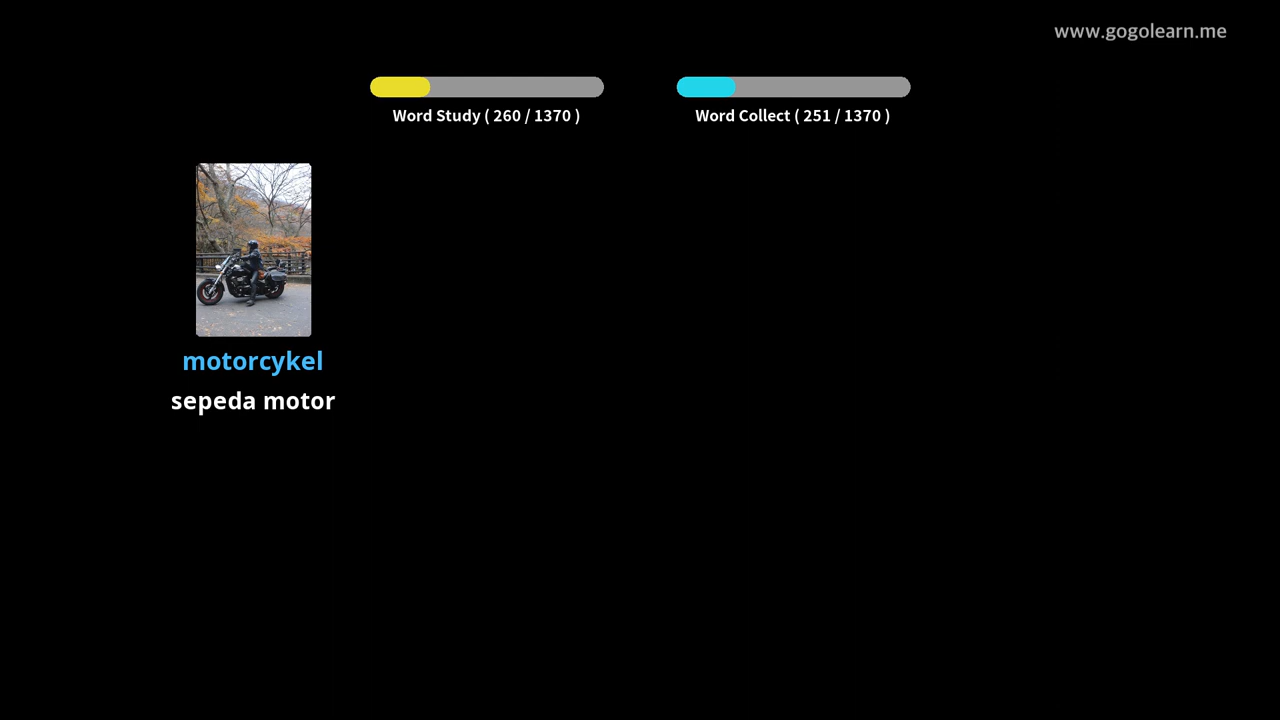 www.gogolearn.me
Word Study ( 260 / 1370 )
Word Collect ( 251 / 1370 )
motorcykel
sepeda motor